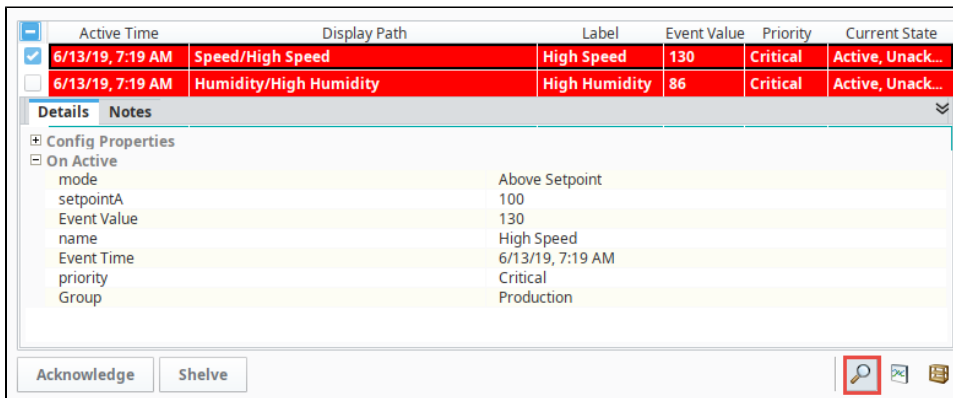 Active Time Display Path Label Event Value Priority Current State
6/13/19, 7:19 AM Speed/High Speed High Speed 130 Critical Active, Unack...
6/13/19, 7:19 AM Humidity/High Humidity High Humidity 86 Critical Active, Unack...
Details Notes
Config Properties
On Active
mode Above Setpoint
setpointA 100
Event Value 130
name High Speed
Event Time 6/13/19, 7:19 AM
priority Critical
Group Production
Acknowledge Shelve